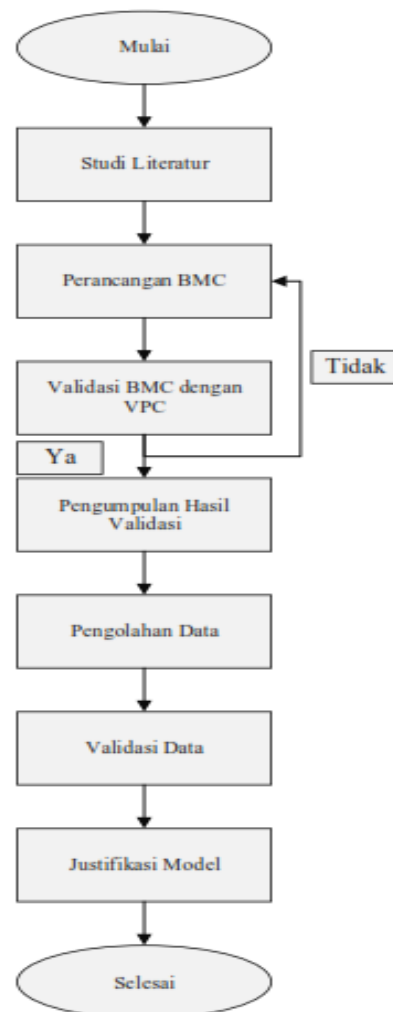 Mulai
Studi Literatur
Perancangan BMC
Tidak
Validasi BMC dengan
VPC
Ya
Pengumpulan Hasil
Validasi
Pengolahan Data
Validasi Data
Justifikasi Model
Selesai